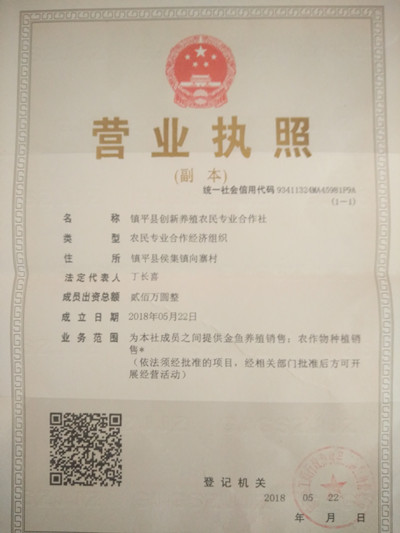 营业执照
(副 本)
统一社会信用代码 93411324MA45981P9A
(1-1)
名 称 镇平县创新养殖农民专业合作社
类 型 农民专业合作经济组织
住 所 镇平县侯集镇向寨村
法定代表人 丁长喜
成员出资总额 贰佰万圆整
成立日期 2018年05月22日
业务范围 为本社成员之间提供金鱼养殖销售；农作物种植销
售*
（依法须经批准的项目，经相关部门批准后方可开
展经营活动）
登记机关
2018 05 22
年 月 日